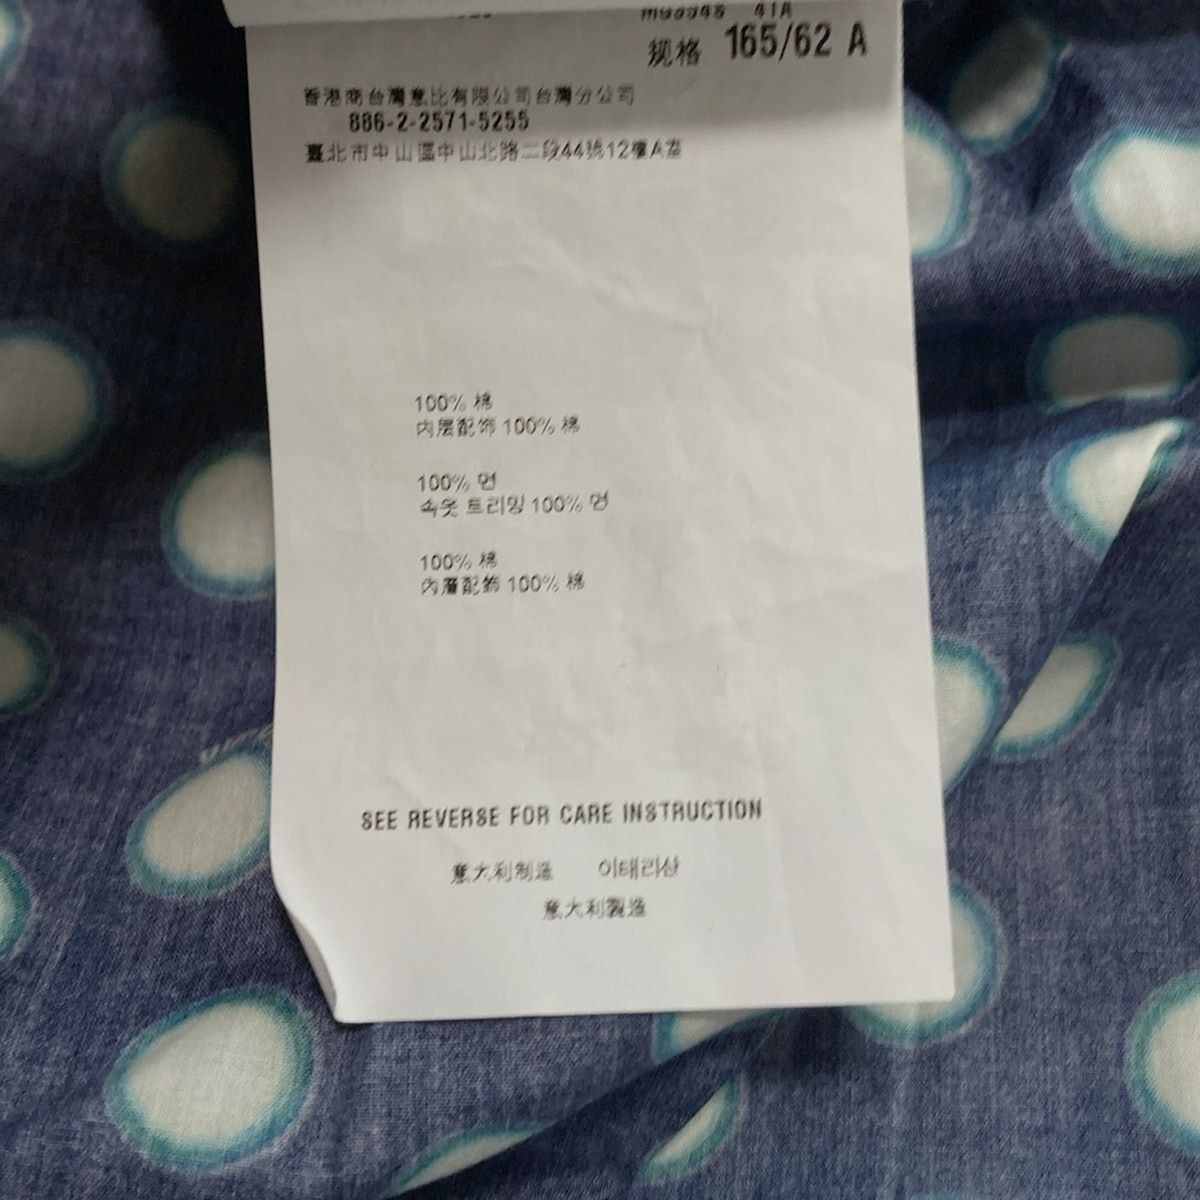 41A
规格 165/62 A
香港商台灣意比有限公司台灣分公司
886-2-2571-5255
臺北市中山區中山北路二段44號12樓A室
100% 棉
内层配饰 100% 棉
100% 면
속옷 트리밍 100% 면
100% 棉
內層配飾 100% 棉
SEE REVERSE FOR CARE INSTRUCTION
意大利制造 이태리산
意大利製造